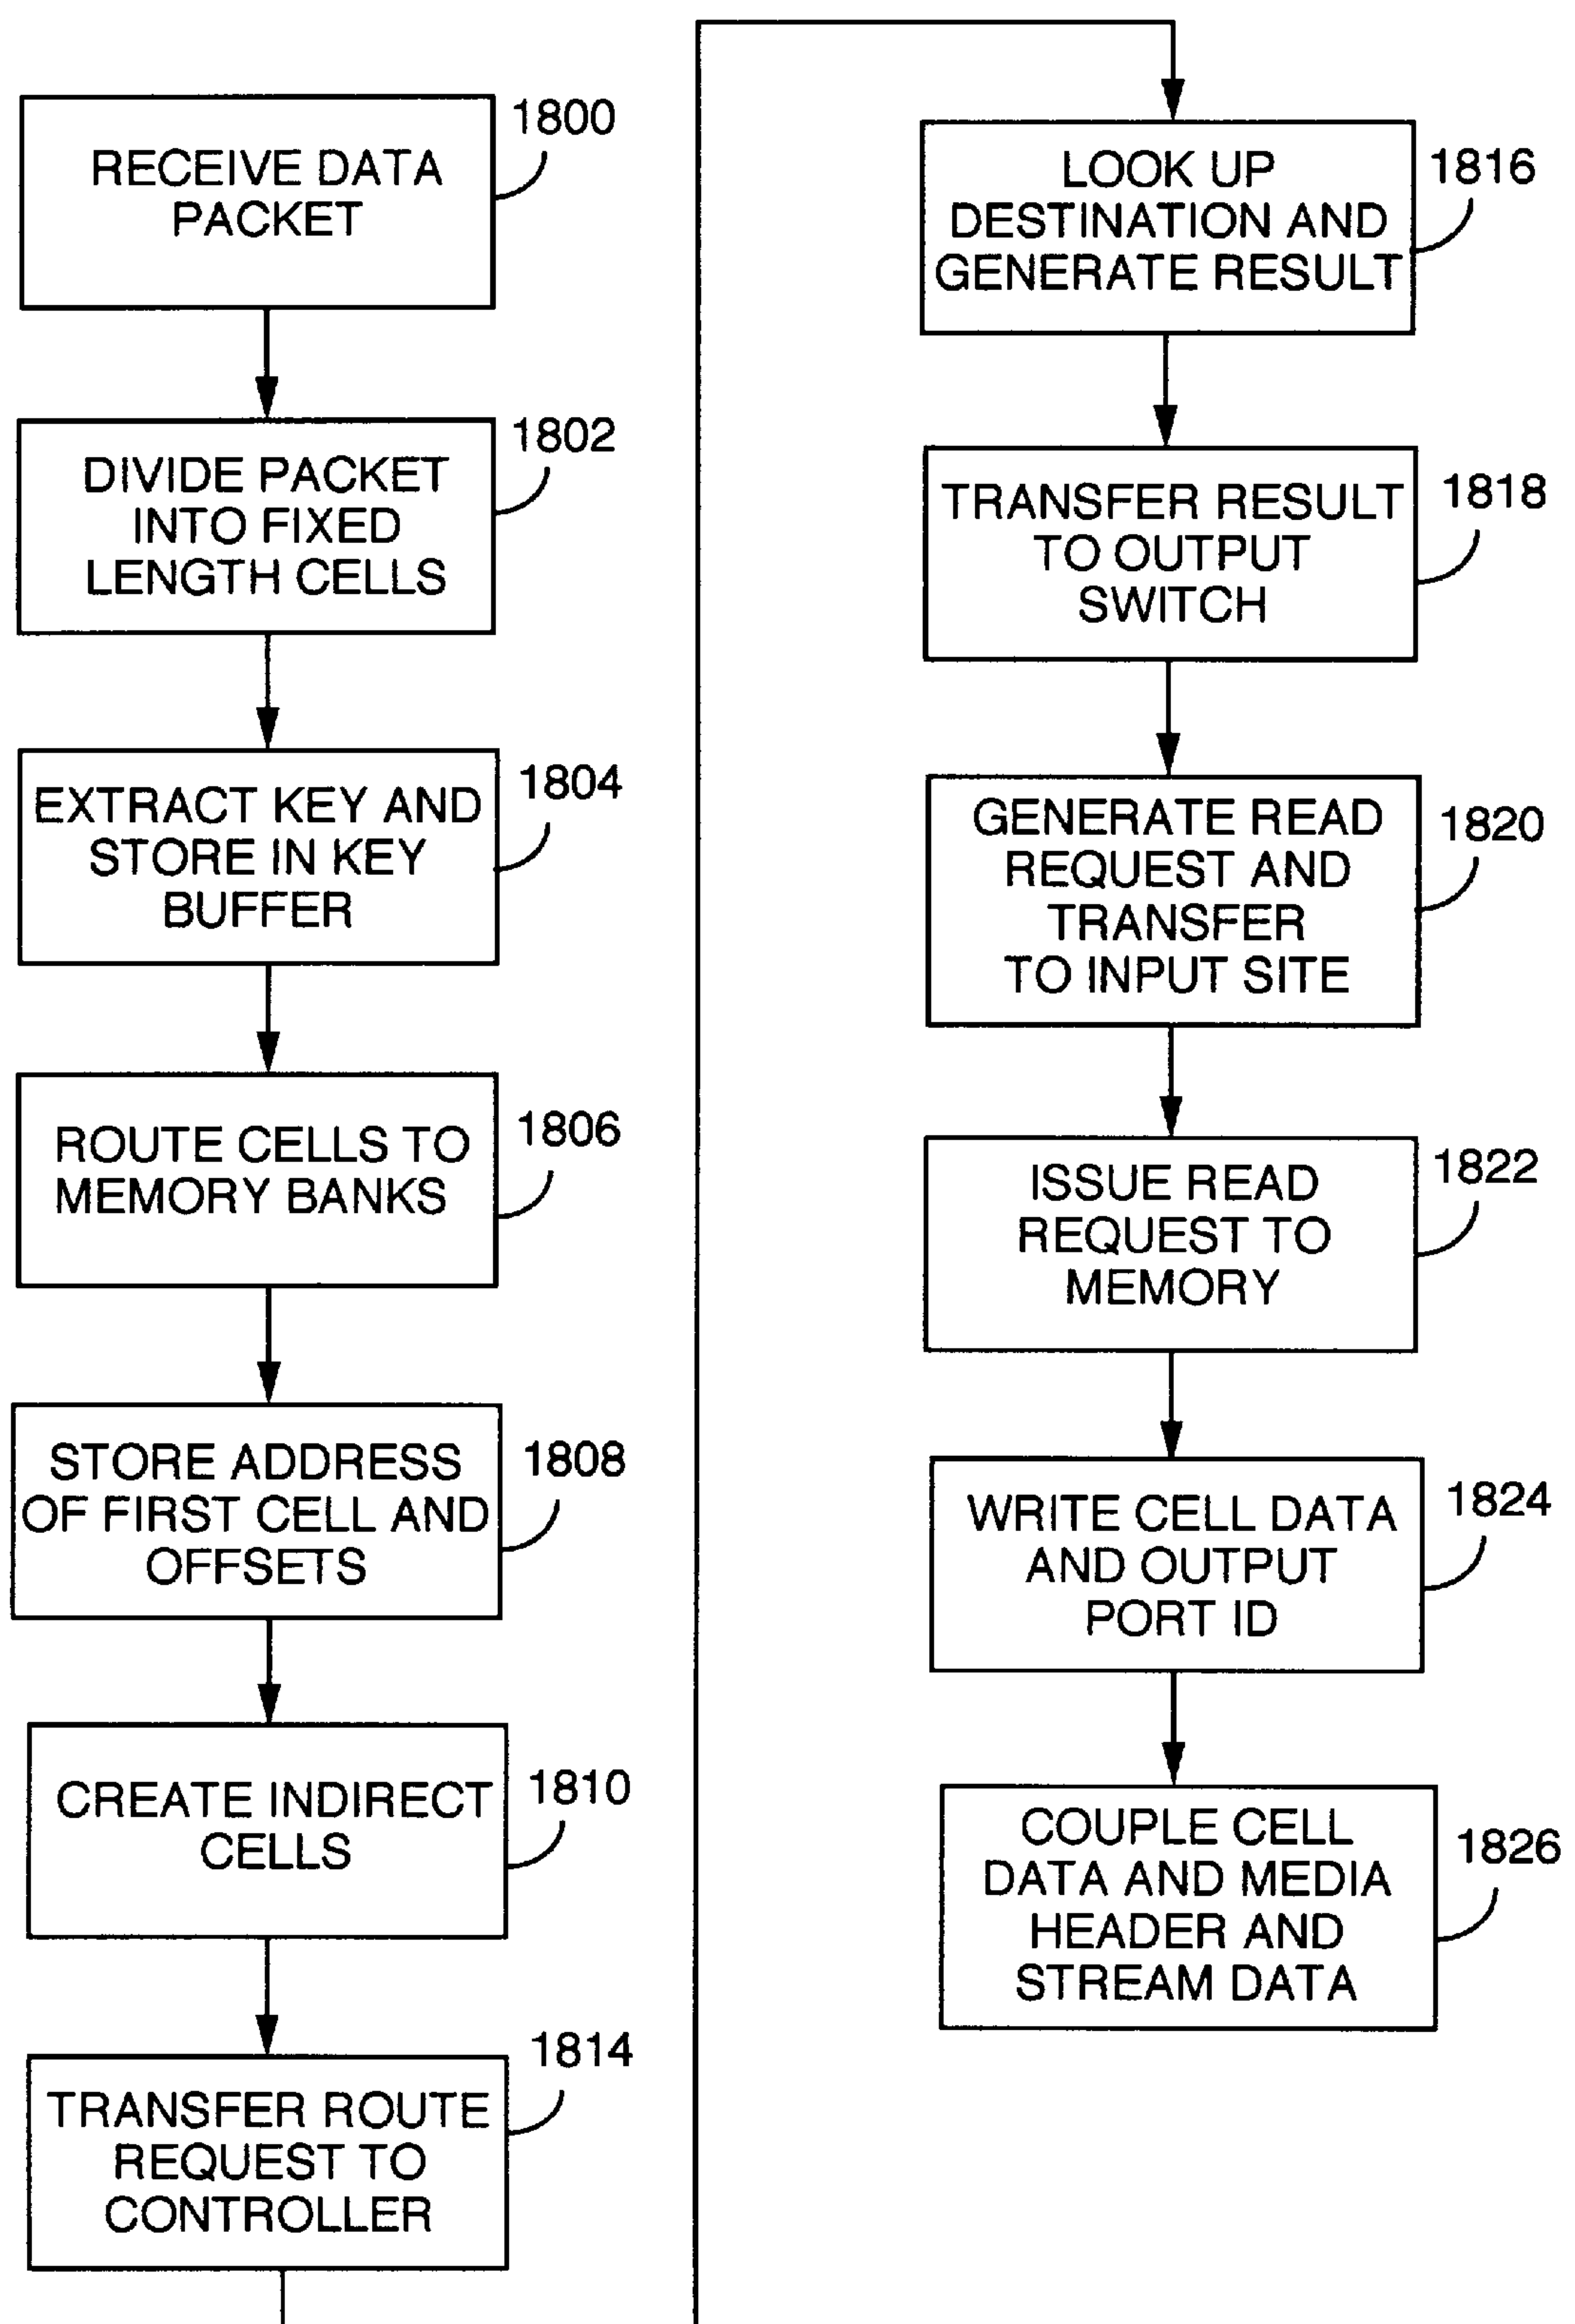 1800
RECEIVE DATA
PACKET
1802
DIVIDE PACKET
INTO FIXED
LENGTH CELLS
1804
EXTRACT KEY AND
STORE IN KEY
BUFFER
1806
ROUTE CELLS TO
MEMORY BANKS
1808
STORE ADDRESS
OF FIRST CELL AND
OFFSETS
1810
CREATE INDIRECT
CELLS
1814
TRANSFER ROUTE
REQUEST TO
CONTROLLER
1816
LOOK UP
DESTINATION AND
GENERATE RESULT
1818
TRANSFER RESULT
TO OUTPUT
SWITCH
1820
GENERATE READ
REQUEST AND
TRANSFER
TO INPUT SITE
1822
ISSUE READ
REQUEST TO
MEMORY
1824
WRITE CELL DATA
AND OUTPUT
PORT ID
1826
COUPLE CELL
DATA AND MEDIA
HEADER AND
STREAM DATA